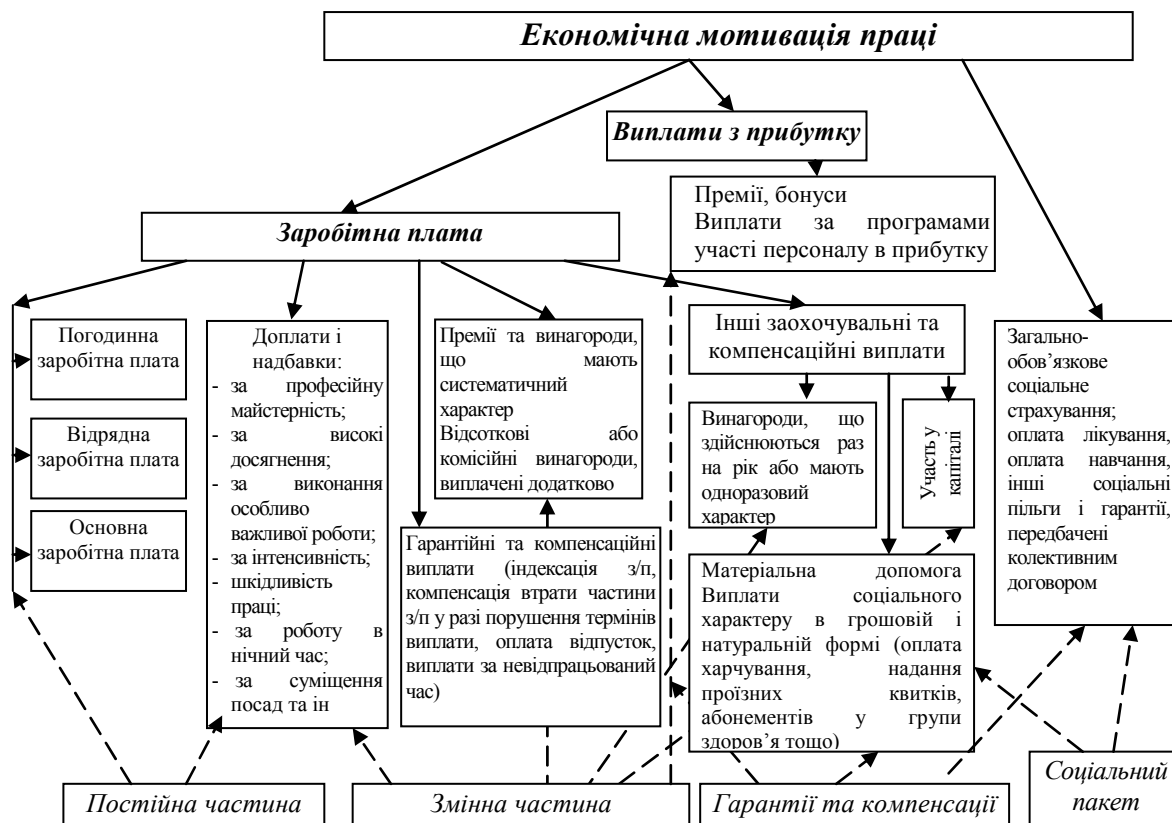 Економічна мотивація праці
Виплати з прибутку
Премії, бонуси
Виплати за програмами
участі персоналу в прибутку
Заробітна плата
Погодинна
заробітна плата
Відрядна
заробітна плата
Основна
заробітна плата
Доплати і
надбавки:
- за професійну
майстерність;
- за високі
досягнення;
- за виконання
особливо
важливої роботи;
- за інтенсивність;
- шкідливість
праці;
- за роботу в
нічний час;
- за суміщення
посад та ін
Премії та винагороди,
що мають
систематичний
характер
Відсоткові або
комісійні винагороди,
виплачені додатково
Гарантійні та компенсаційні
виплати (індексація з/п,
компенсація втрати частини
з/п у разі порушення термінів
виплати, оплата відпусток,
виплати за невідпрацьований
час)
Інші заохочувальні та
компенсаційні виплати
Винагороди, що
здійснюються раз
на рік або мають
одноразовий
характер
Участь у
капіталі
Матеріальна допомога
Виплати соціального
характеру в грошовій і
натуральній формі (оплата
харчування, надання
проїзних квитків,
абонементів у групи
здоров’я тощо)
Загально-
обов’язкове
соціальне
страхування;
оплата лікування,
оплата навчання,
інші соціальні
пільги і гарантії,
передбачені
колективним
договором
Постійна частина
Змінна частина
Гарантії та компенсації
Соціальний
пакет